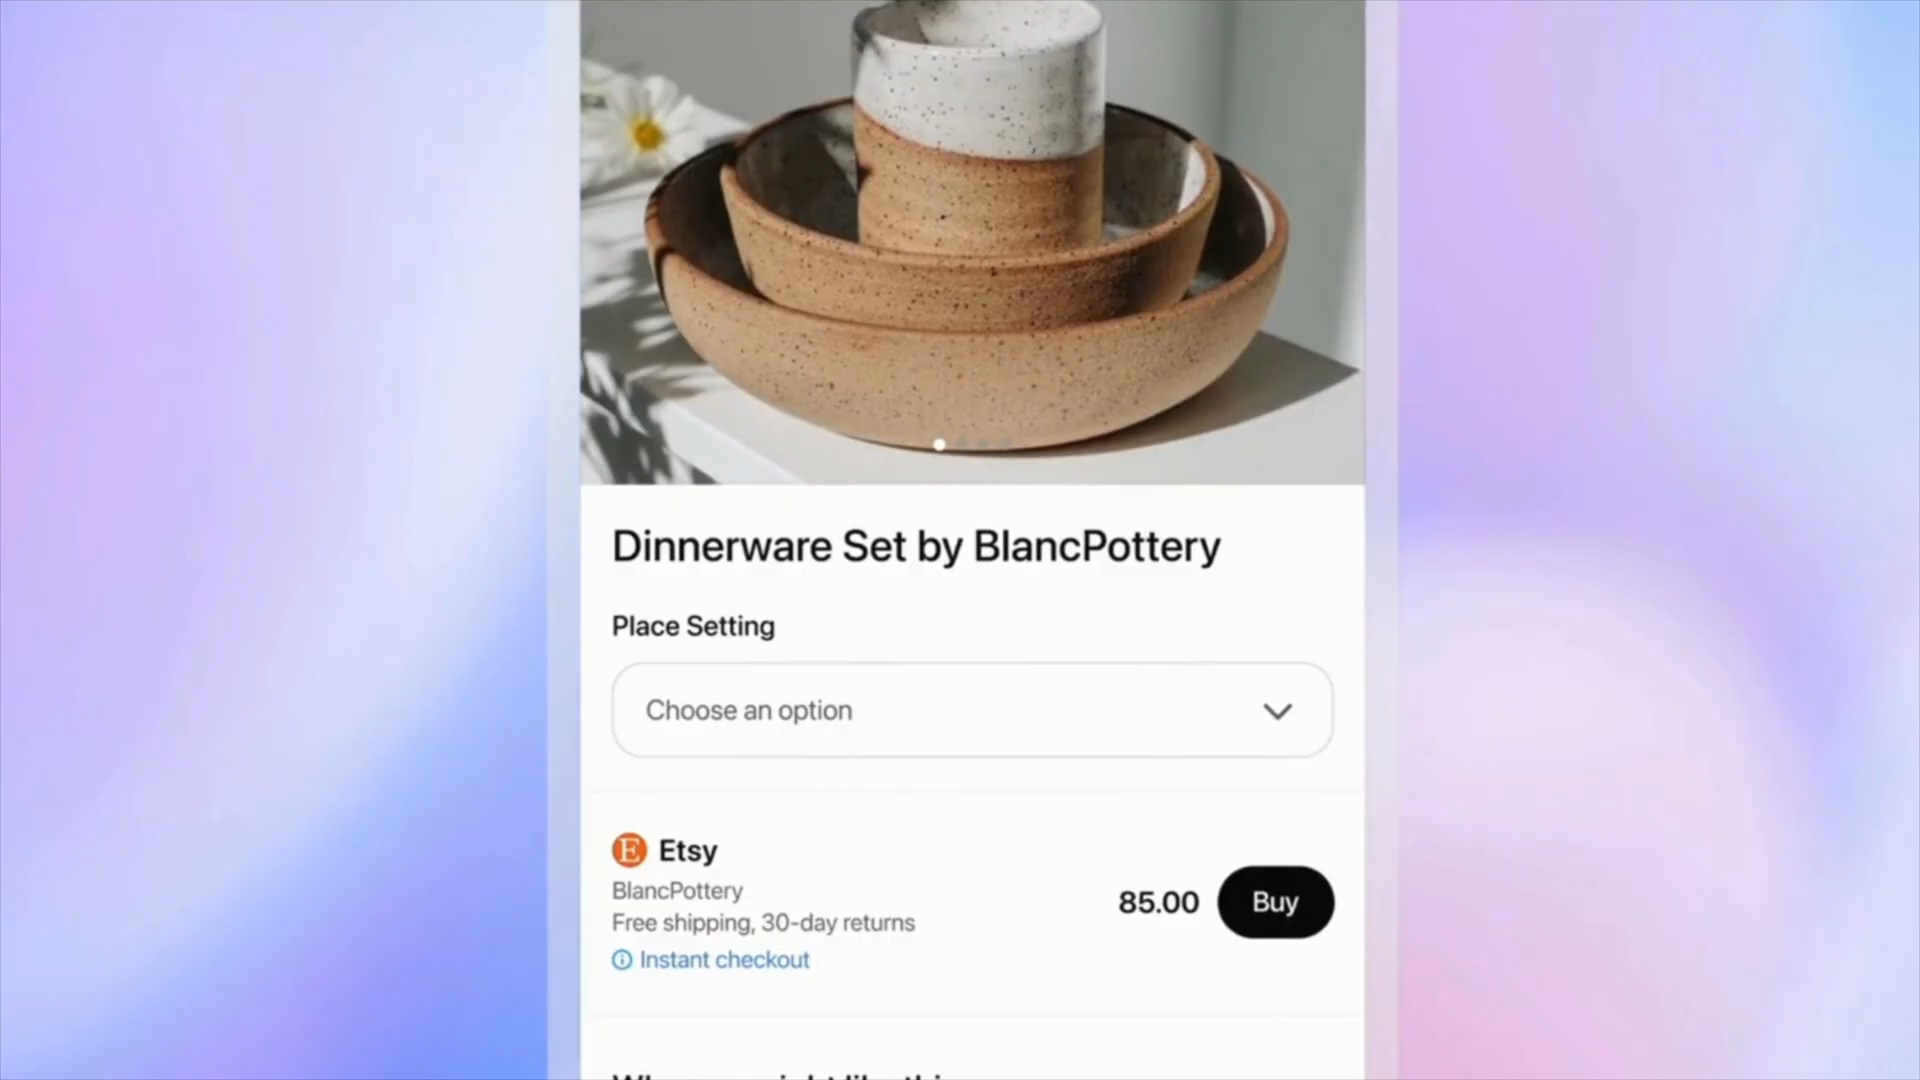 Dinnerware Set by BlancPottery
Place Setting
Choose an option
E Etsy
BlancPottery
Free shipping, 30-day returns
85.00
Buy
Instant checkout